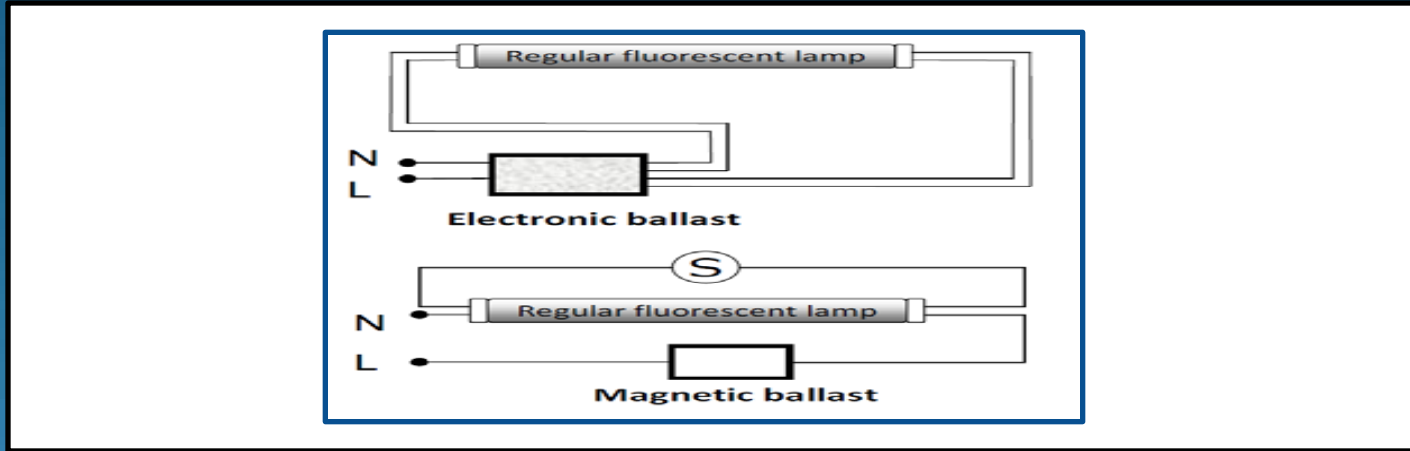 Regular fluorescent lamp
N
L
Electronic ballast
S
Regular fluorescent lamp
N
L
Magnetic ballast